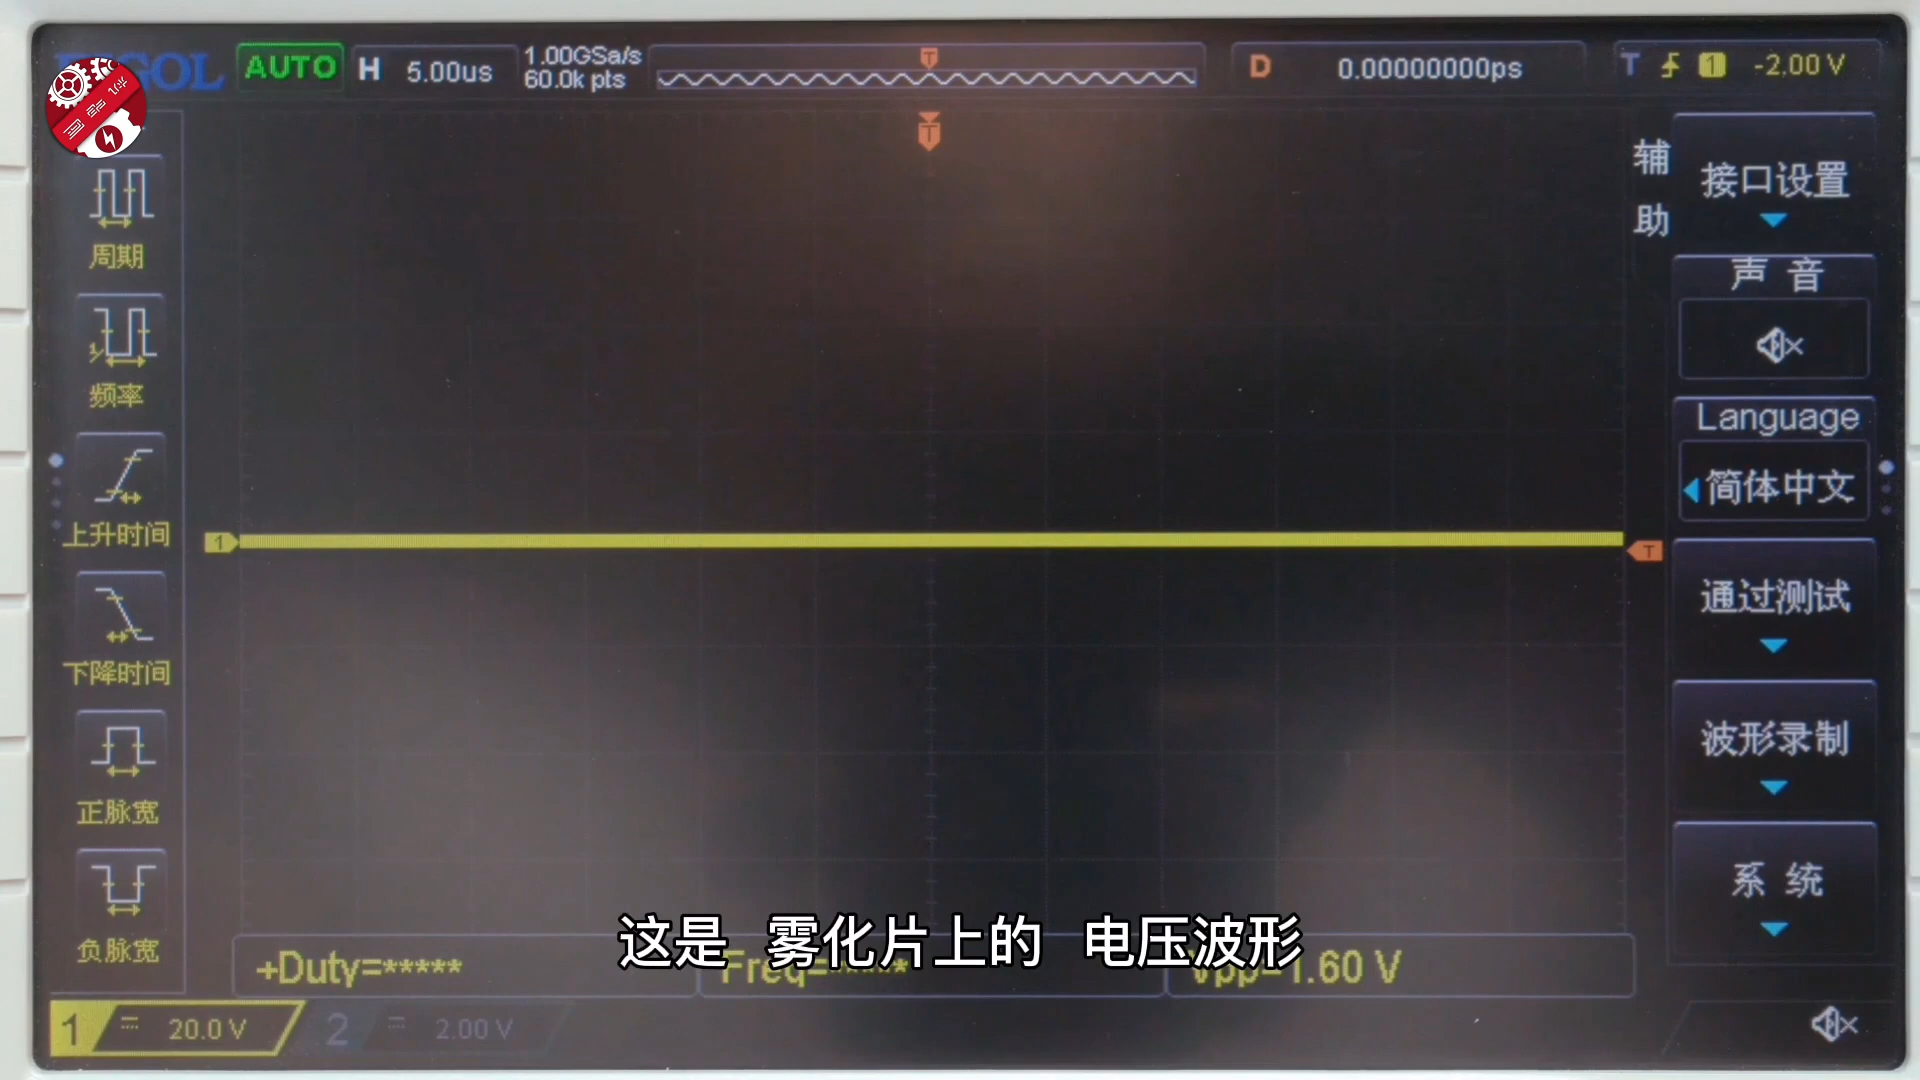 RIGOL AUTO H 5.00us 1.00GSa/s 60.0k pts T D 0.00000000ps T 1 -2.00 V
T
周期
频率
上升时间
下降时间
正脉宽
负脉宽
1
T
辅助
接口设置
声 音
Language
简体中文
通过测试
波形录制
系 统
这是 雾化片上的 电压波形
+Duty=***** Freq=***** Vpp=1.60 V
1 20.0 V 2 2.00 V